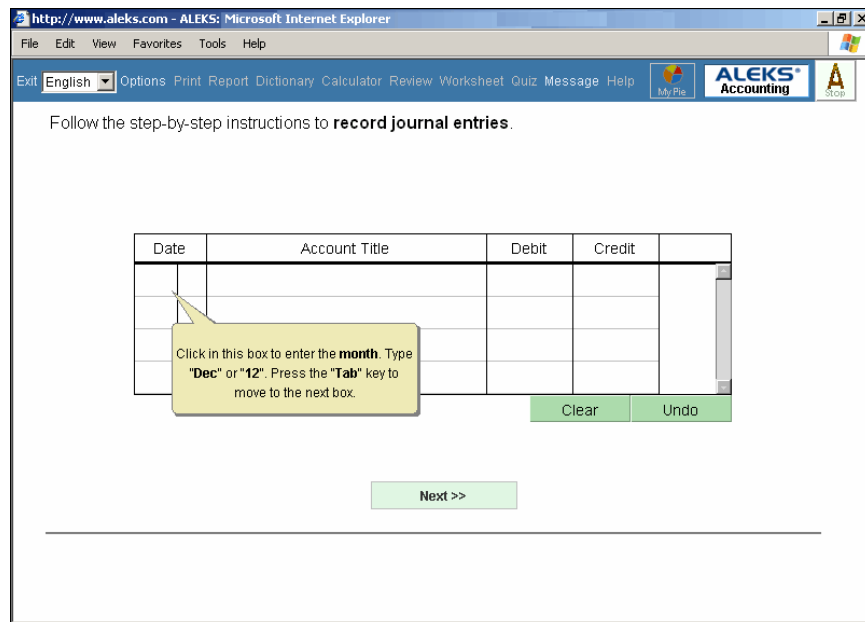 http://www.aleks.com - ALEKS: Microsoft Internet Explorer
File Edit View Favorites Tools Help
Exit English Options Print Report Dictionary Calculator Review Worksheet Quiz Message Help MyPie ALEKS Accounting Stop
Follow the step-by-step instructions to record journal entries.
Date Account Title Debit Credit
Click in this box to enter the month. Type
"Dec" or "12". Press the "Tab" key to
move to the next box.
Clear Undo
Next >>